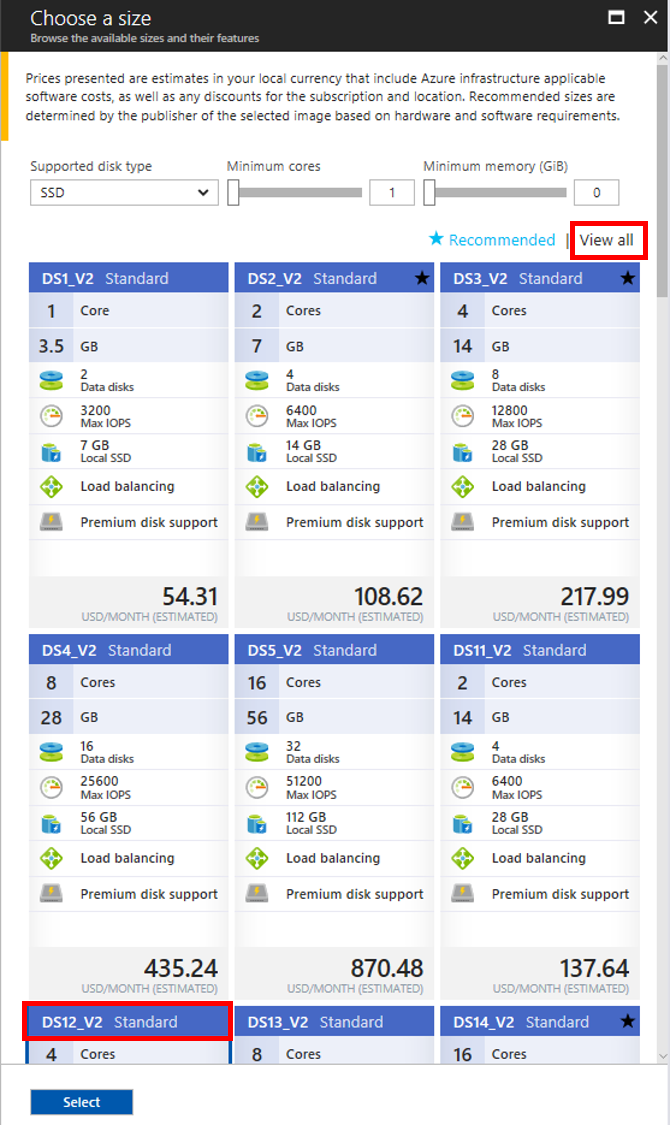 Choose a size
Browse the available sizes and their features
Prices presented are estimates in your local currency that include Azure infrastructure applicable
software costs, as well as any discounts for the subscription and location. Recommended sizes are
determined by the publisher of the selected image based on hardware and software requirements.
Supported disk type Minimum cores Minimum memory (GiB)
SSD 1 0
★ Recommended | View all
DS1_V2 Standard
1 Core
3.5 GB
2
Data disks
3200
Max IOPS
7 GB
Local SSD
Load balancing
Premium disk support
54.31
USD/MONTH (ESTIMATED)
DS2_V2 Standard ★
2 Cores
7 GB
4
Data disks
6400
Max IOPS
14 GB
Local SSD
Load balancing
Premium disk support
108.62
USD/MONTH (ESTIMATED)
DS3_V2 Standard ★
4 Cores
14 GB
8
Data disks
12800
Max IOPS
28 GB
Local SSD
Load balancing
Premium disk support
217.99
USD/MONTH (ESTIMATED)
DS4_V2 Standard
8 Cores
28 GB
16
Data disks
25600
Max IOPS
56 GB
Local SSD
Load balancing
Premium disk support
435.24
USD/MONTH (ESTIMATED)
DS5_V2 Standard
16 Cores
56 GB
32
Data disks
51200
Max IOPS
112 GB
Local SSD
Load balancing
Premium disk support
870.48
USD/MONTH (ESTIMATED)
DS11_V2 Standard
2 Cores
14 GB
4
Data disks
6400
Max IOPS
28 GB
Local SSD
Load balancing
Premium disk support
137.64
USD/MONTH (ESTIMATED)
DS12_V2 Standard
4 Cores
DS13_V2 Standard
8 Cores
DS14_V2 Standard ★
16 Cores
Select